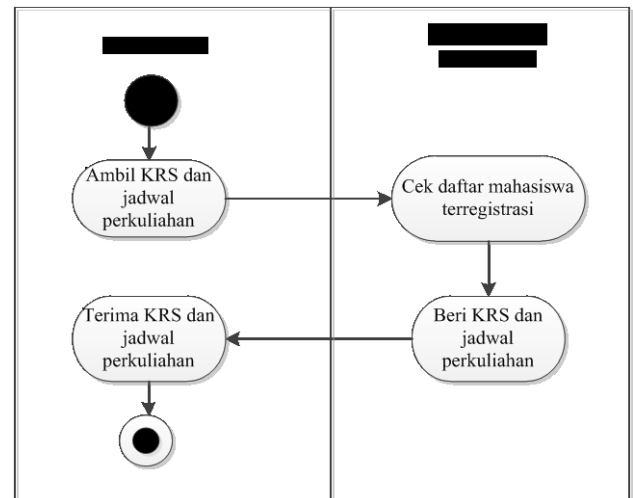 Ambil KRS dan
jadwal
perkuliahan
Cek daftar mahasiswa
terregistrasi
Terima KRS dan
jadwal
perkuliahan
Beri KRS dan
jadwal
perkuliahan